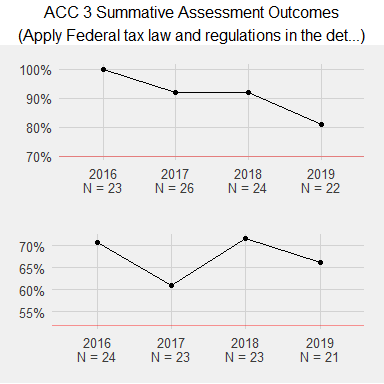 ACC 3 Summative Assessment Outcomes
(Apply Federal tax law and regulations in the det...)
100%
90%
80%
70%
2016 2017 2018 2019
N = 23 N = 26 N = 24 N = 22
70%
65%
60%
55%
2016 2017 2018 2019
N = 24 N = 23 N = 23 N = 21